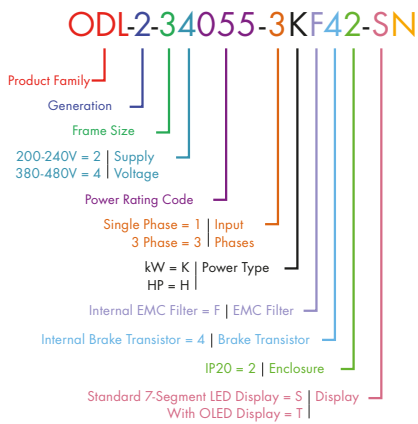 ODL-2-34055-3KF42-SN
Product Family
Generation
Frame Size
200-240V = 2 | Supply
380-480V = 4 | Voltage
Power Rating Code
Single Phase = 1 | Input
3 Phase = 3 | Phases
kW = K | Power Type
HP = H
Internal EMC Filter = F | EMC Filter
Internal Brake Transistor = 4 | Brake Transistor
IP20 = 2 | Enclosure
Standard 7-Segment LED Display = S | Display
With OLED Display = T